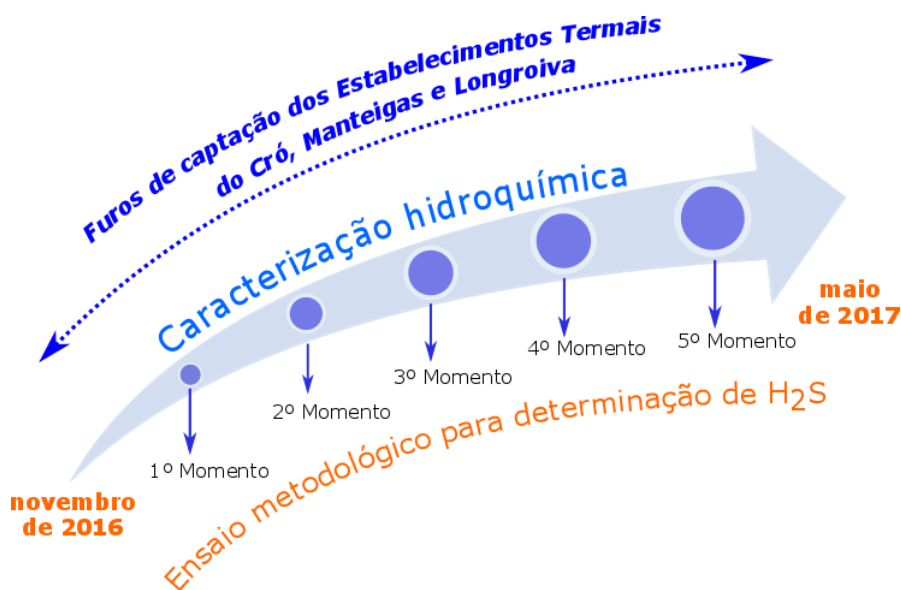 Furos de captação dos Estabelecimentos Termais
do Cró, Manteigas e Longroiva
Caracterização hidroquímica
1º Momento
2º Momento
3º Momento
4º Momento
5º Momento
maio
de 2017
novembro
de 2016
Ensaio metodológico para determinação de H2S